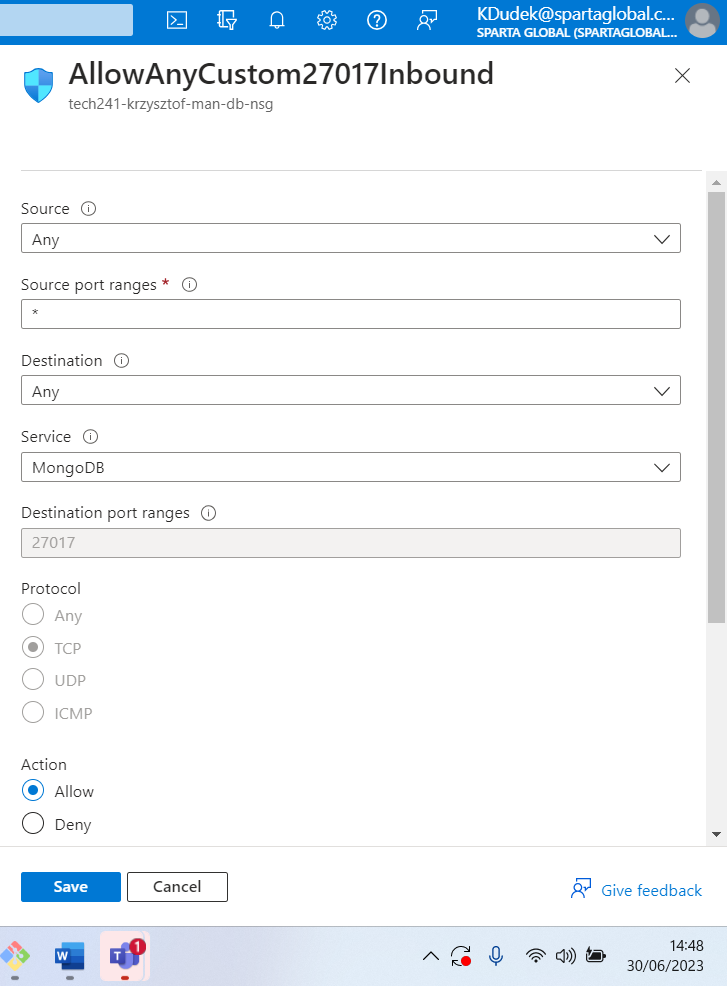 KDudek@spartaglobal.c...
SPARTA GLOBAL (SPARTAGLOBAL....
AllowAnyCustom27017Inbound
tech241-krzysztof-man-db-nsg
Source
Any
Source port ranges *
*
Destination
Any
Service
MongoDB
Destination port ranges
27017
Protocol
Any
TCP
UDP
ICMP
Action
Allow
Deny
Save
Cancel
Give feedback
W
T
1
14:48
30/06/2023